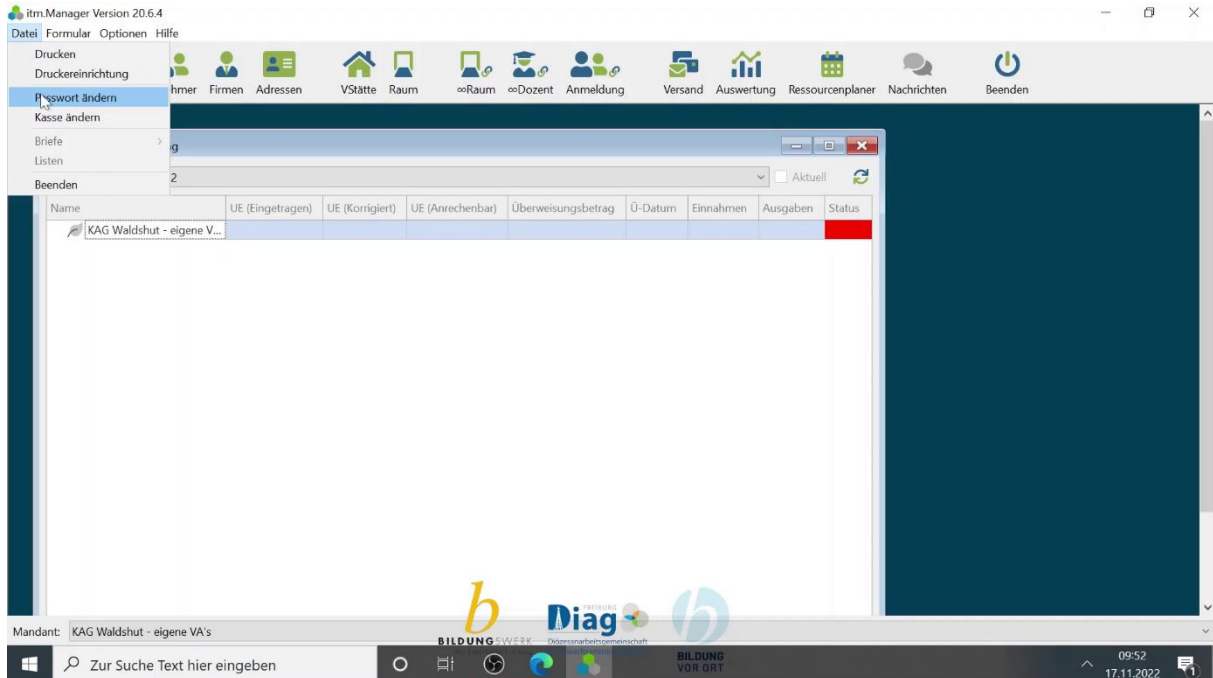 itm.Manager Version 20.6.4
Datei Formular Optionen Hilfe
Drucken
Druckereinrichtung
Passwort ändern
Kasse ändern
Briefe
Listen
Beenden
hmer Firmen Adressen VStätte Raum ∞Raum ∞Dozent Anmeldung Versand Auswertung Ressourcenplaner Nachrichten Beenden
g
2 Aktuell
Name UE (Eingetragen) UE (Korrigiert) UE (Anrechenbar) Überweisungsbetrag Ü-Datum Einnahmen Ausgaben Status
KAG Waldshut - eigene V...
b
BILDUNGSWERK
FREIBURG
Diag
Diözesanarbeitsgemeinschaft
b
BILDUNG
VOR ORT
Mandant: KAG Waldshut - eigene VA's
Zur Suche Text hier eingeben
09:52
17.11.2022
1